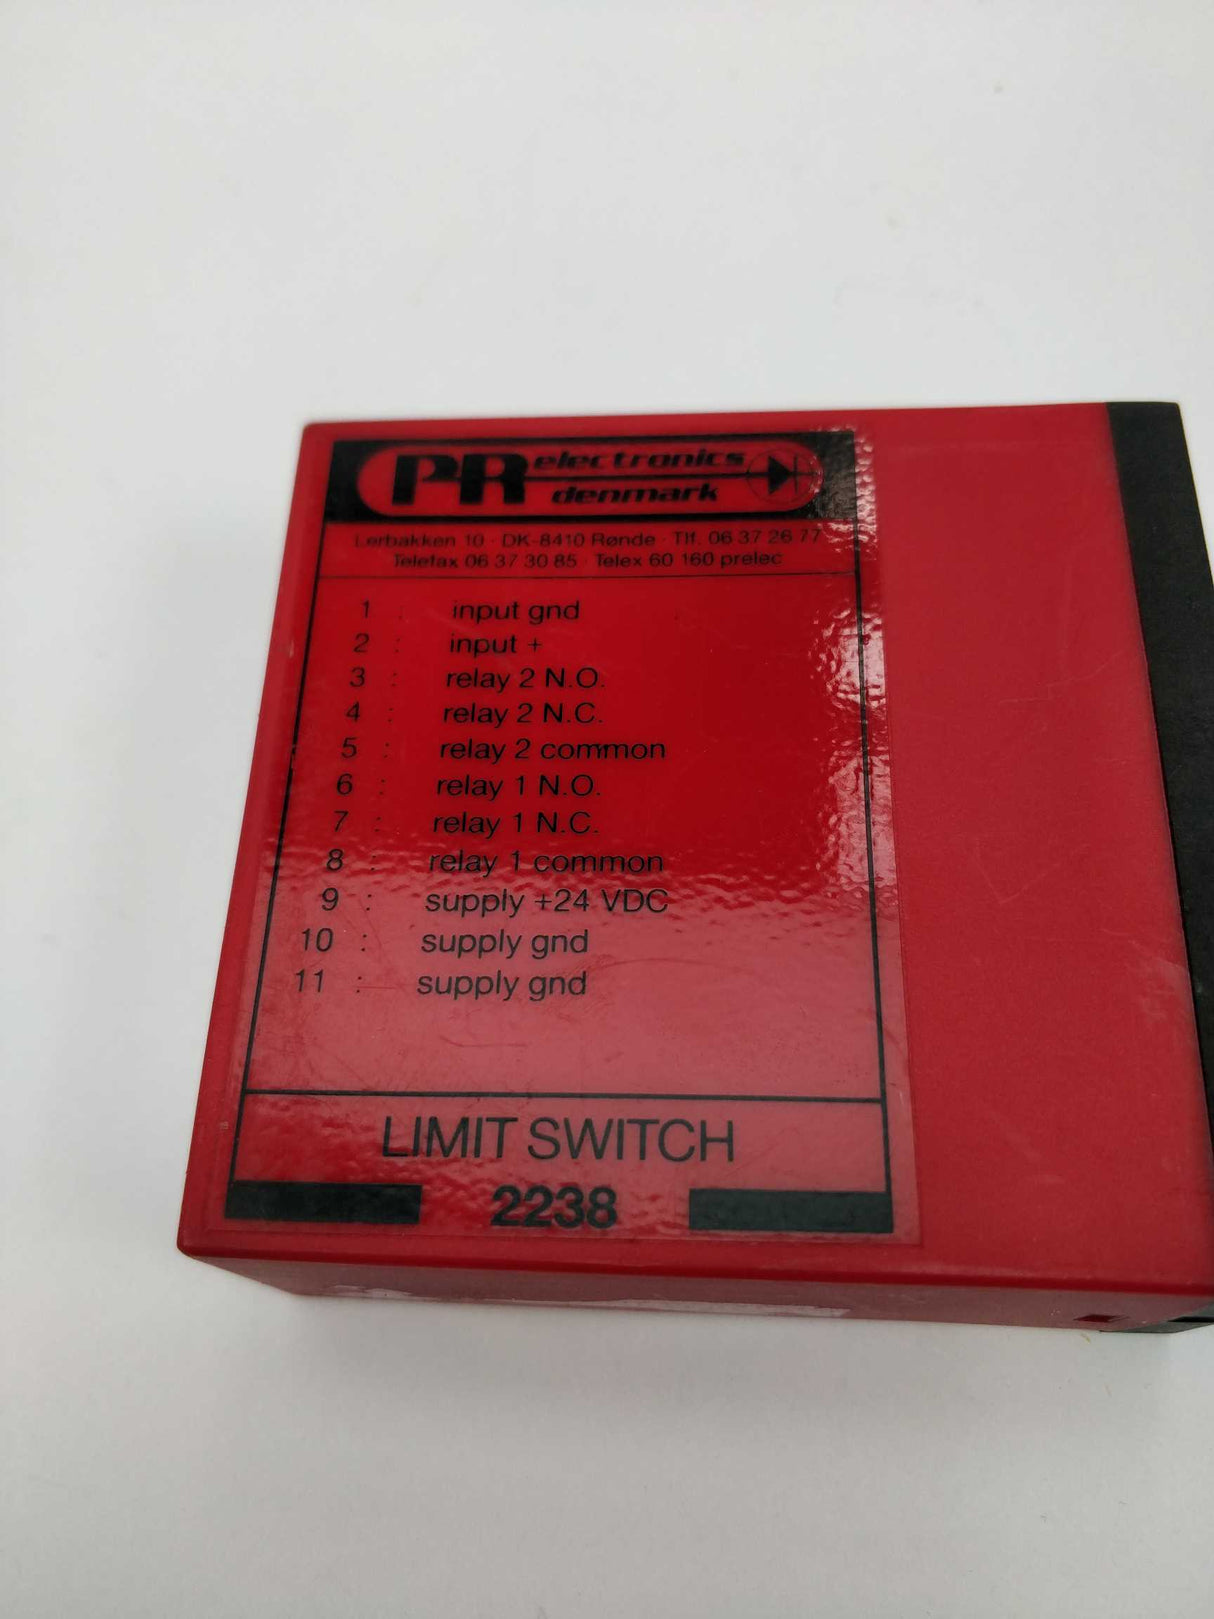 PR electronics
denmark
Lerbakken 10 · DK-8410 Rønde · Tlf. 06 37 26 77
Telefax 06 37 30 85 · Telex 60 160 prelec
1 : input gnd
2 : input +
3 : relay 2 N.O.
4 : relay 2 N.C.
5 : relay 2 common
6 : relay 1 N.O.
7 : relay 1 N.C.
8 : relay 1 common
9 : supply +24 VDC
10 : supply gnd
11 : supply gnd
LIMIT SWITCH
2238